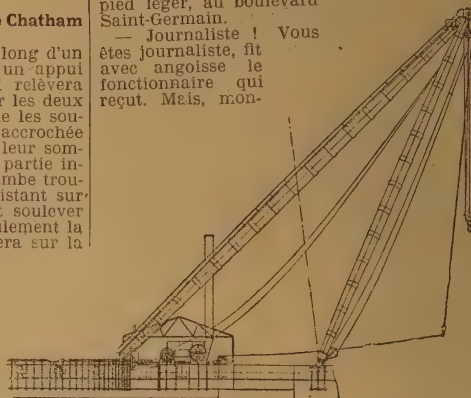 e Chatham
long d'un
un appui
relèvera
r les deux
e les sou-
accrochée
leur som-
partie in-
mbe trou-
istant sur-
t soulever
ulement la
era sur la
pied léger, au boulevard
Saint-Germain.
— Journaliste ! Vous
êtes journaliste, fit
avec angoisse le
fonctionnaire qui
reçut. Mais, mon-